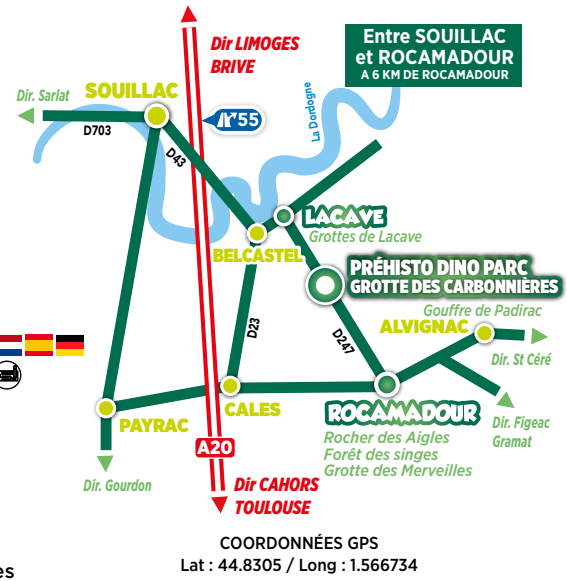 Entre SOUILLAC
et ROCAMADOUR
A 6 KM DE ROCAMADOUR
Dir LIMOGES
BRIVE
Dir. Sarlat
SOUILLAC
D703
55
La Dordogne
D43
LACAVE
Grottes de Lacave
BELCASTEL
PRÉHISTO DINO PARC
GROTTE DES CARBONNIÈRES
Gouffre de Padirac
ALVIGNAC
D23
D247
Dir. St Céré
CALES
PAYRAC
ROCAMADOUR
Rocher des Aigles
Forêt des singes
Grotte des Merveilles
Dir. Figeac
Gramat
A20
Dir. Gourdon
Dir CAHORS
TOULOUSE
COORDONNÉES GPS
Lat : 44.8305 / Long : 1.566734
es